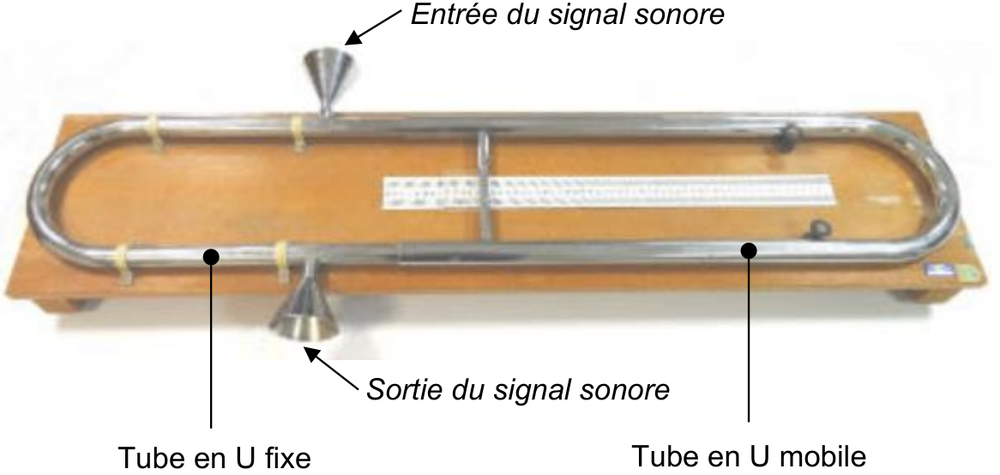 Entrée du signal sonore
Sortie du signal sonore
Tube en U fixe
Tube en U mobile